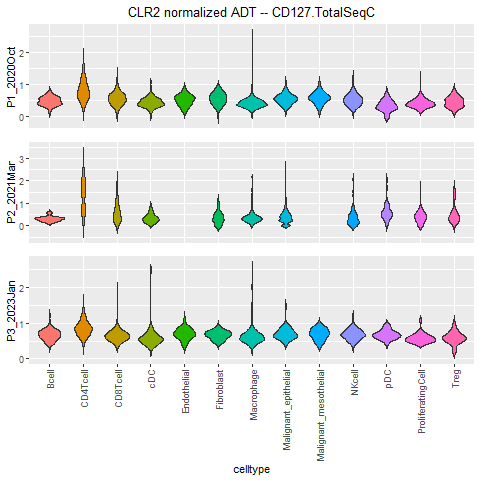 CLR2 normalized ADT -- CD127.TotalSeqC
P1_2020Oct
2
1
0
P2_2021Mar
3
2
1
0
P3_2023Jan
2
1
0
Bcell
CD4Tcell
CD8Tcell
cDC
Endothelial
Fibroblast
Macrophage
Malignant_epithelial
Malignant_mesothelial
NKcell
pDC
ProliferatingCell
Treg
celltype